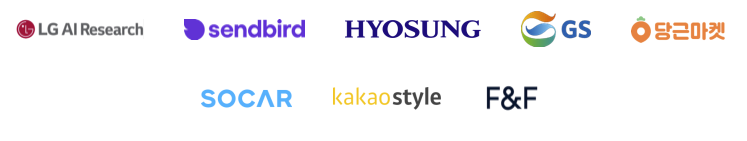 LG AI Research
sendbird
HYOSUNG
GS
당근마켓
SOCAR
kakaostyle
F&F